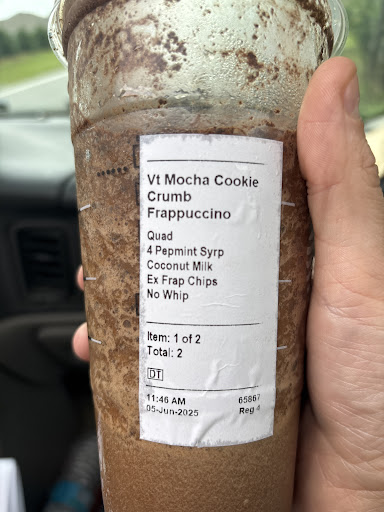 Vt Mocha Cookie
Crumb
Frappuccino
Quad
4 Pepmint Syrp
Coconut Milk
Ex Frap Chips
No Whip
Item: 1 of 2
Total: 2
DT
11:46 AM 65867
05-Jun-2025 Reg 4